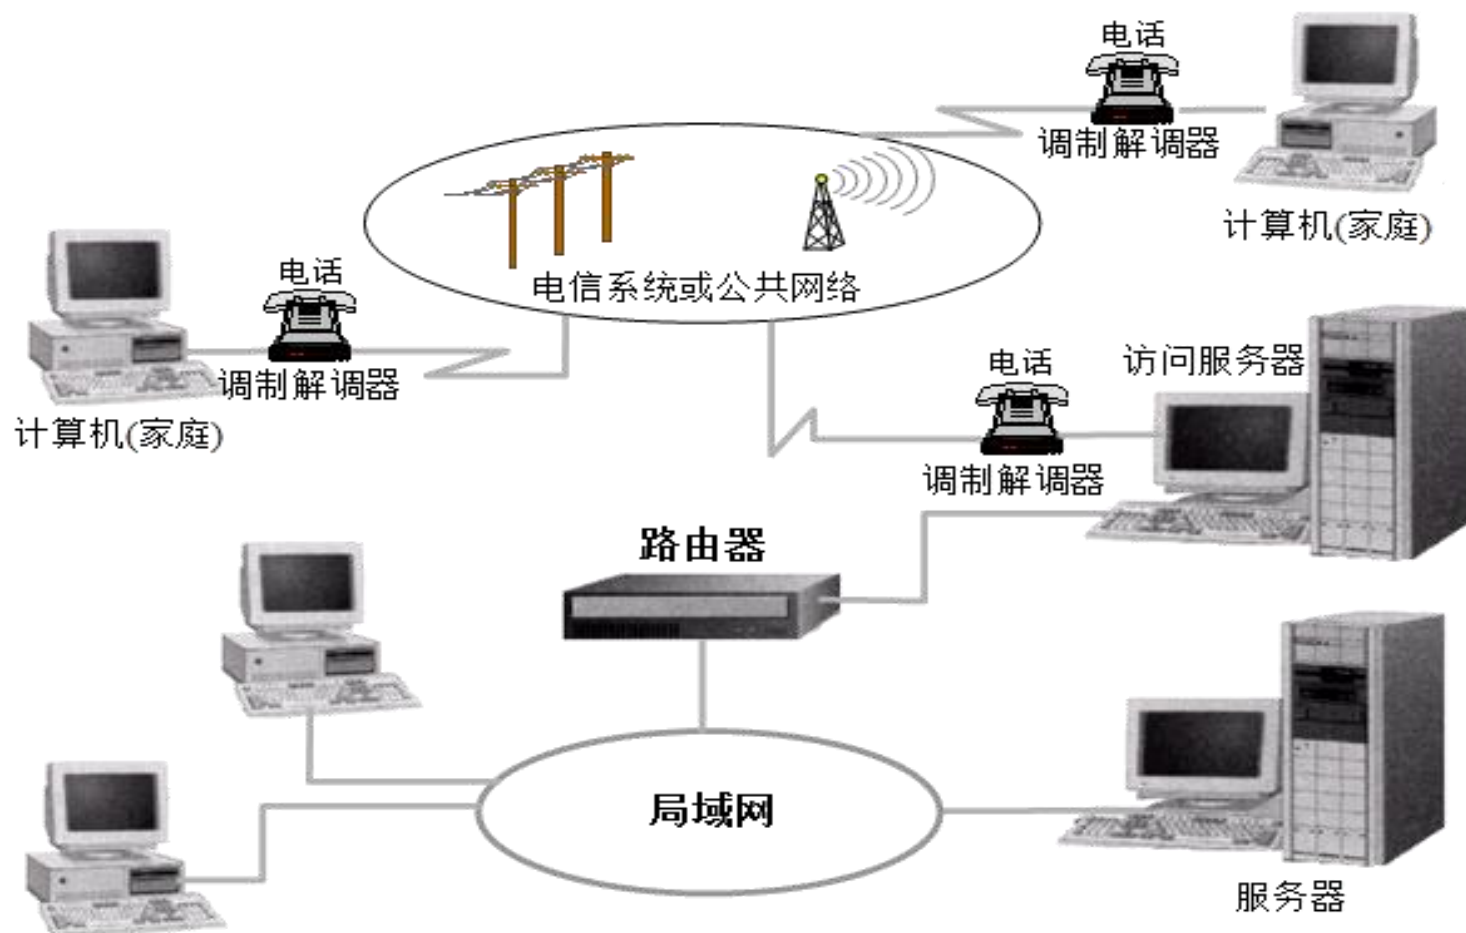 电话
调制解调器
计算机(家庭)
电信系统或公共网络
电话
调制解调器
计算机(家庭)
电话
调制解调器
访问服务器
路由器
局域网
服务器